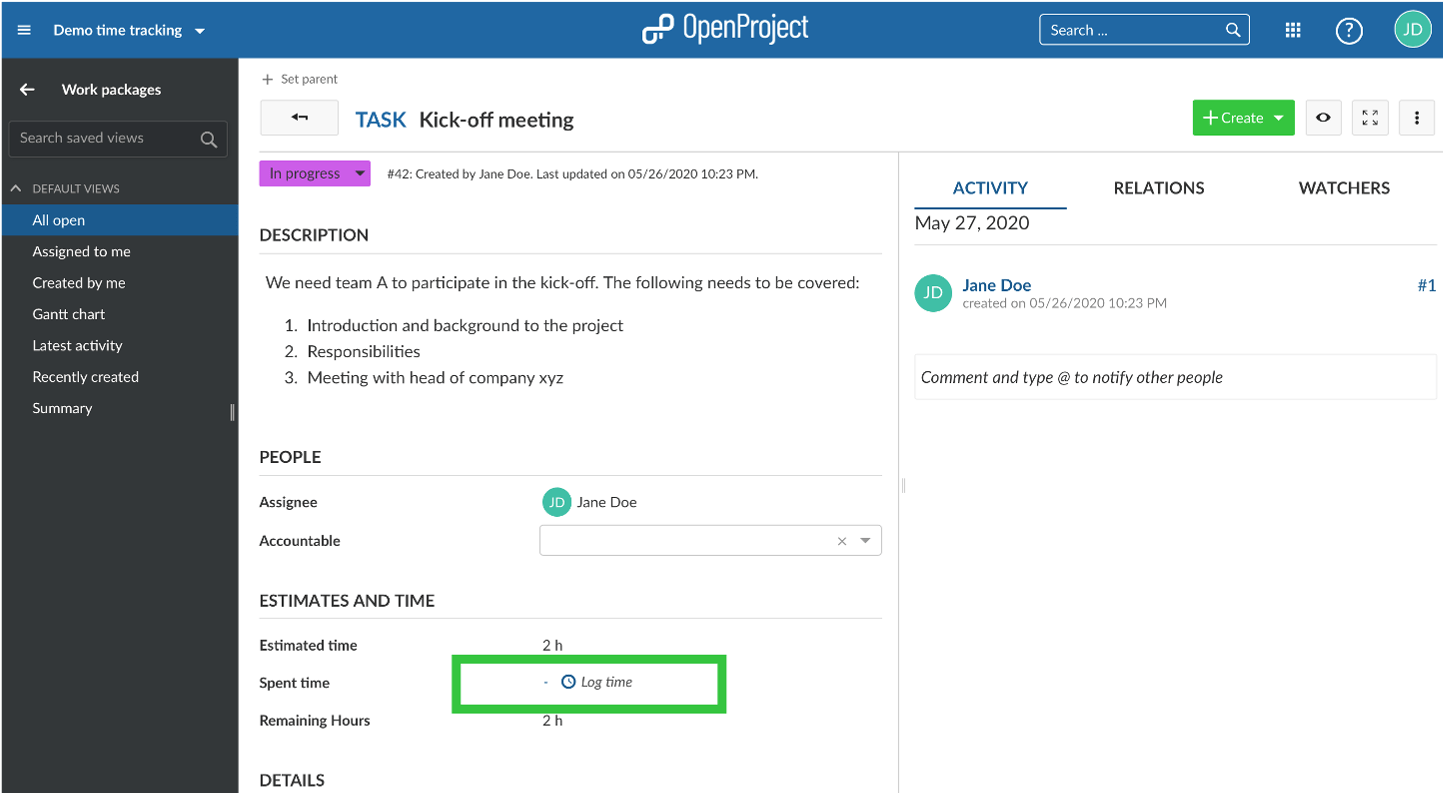 Demo time tracking
OpenProject
Search ...
?
JD
Work packages
Search saved views
DEFAULT VIEWS
All open
Assigned to me
Created by me
Gantt chart
Latest activity
Recently created
Summary
+ Set parent
TASK Kick-off meeting
+ Create
In progress
#42: Created by Jane Doe. Last updated on 05/26/2020 10:23 PM.
DESCRIPTION
We need team A to participate in the kick-off. The following needs to be covered:
1. Introduction and background to the project
2. Responsibilities
3. Meeting with head of company xyz
PEOPLE
Assignee JD Jane Doe
Accountable
ESTIMATES AND TIME
Estimated time 2 h
Spent time - Log time
Remaining Hours 2 h
DETAILS
ACTIVITY RELATIONS WATCHERS
May 27, 2020
JD Jane Doe #1
created on 05/26/2020 10:23 PM
Comment and type @ to notify other people